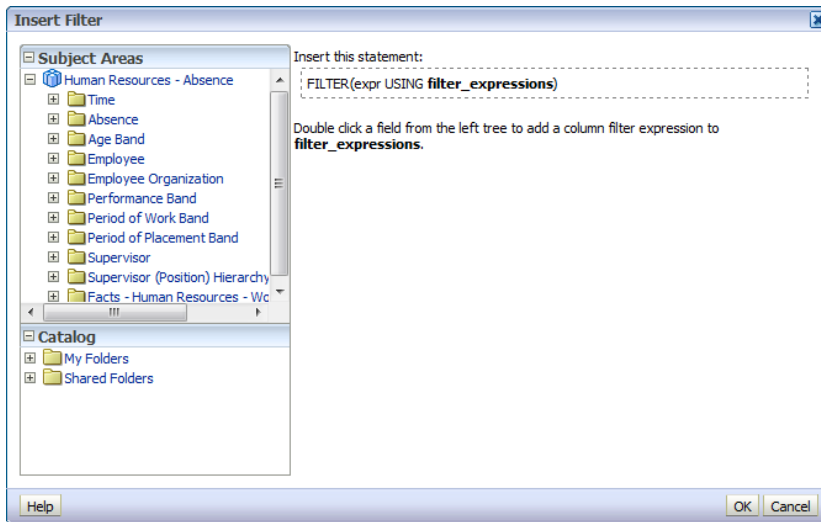 Insert Filter
Subject Areas
Human Resources - Absence
Time
Absence
Age Band
Employee
Employee Organization
Performance Band
Period of Work Band
Period of Placement Band
Supervisor
Supervisor (Position) Hierarchy
Facts - Human Resources - Wo
Catalog
My Folders
Shared Folders
Insert this statement:
FILTER(expr USING filter_expressions)
Double click a field from the left tree to add a column filter expression to
filter_expressions.
Help
OK Cancel